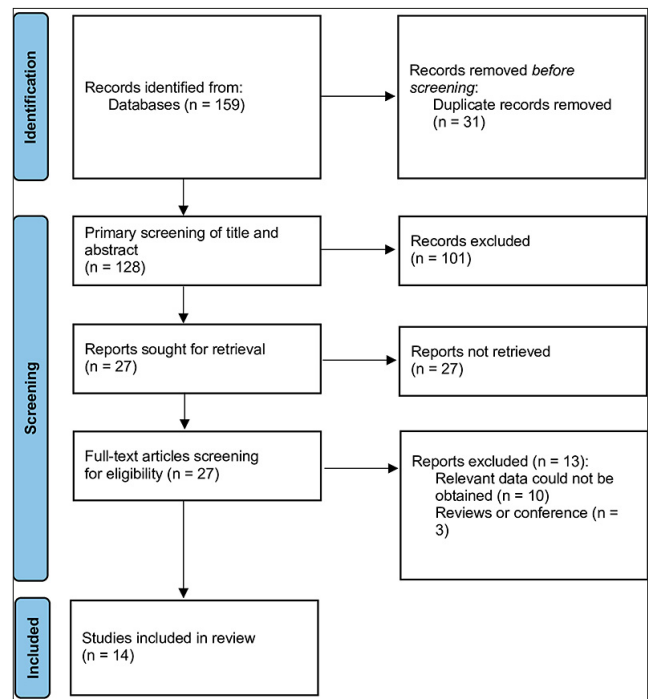 Identification
Records identified from:
Databases (n = 159)
Records removed before
screening:
Duplicate records removed
(n = 31)
Screening
Primary screening of title and
abstract
(n = 128)
Records excluded
(n = 101)
Reports sought for retrieval
(n = 27)
Reports not retrieved
(n = 27)
Full-text articles screening
for eligibility (n = 27)
Reports excluded (n = 13):
Relevant data could not be
obtained (n = 10)
Reviews or conference (n =
3)
Included
Studies included in review
(n = 14)